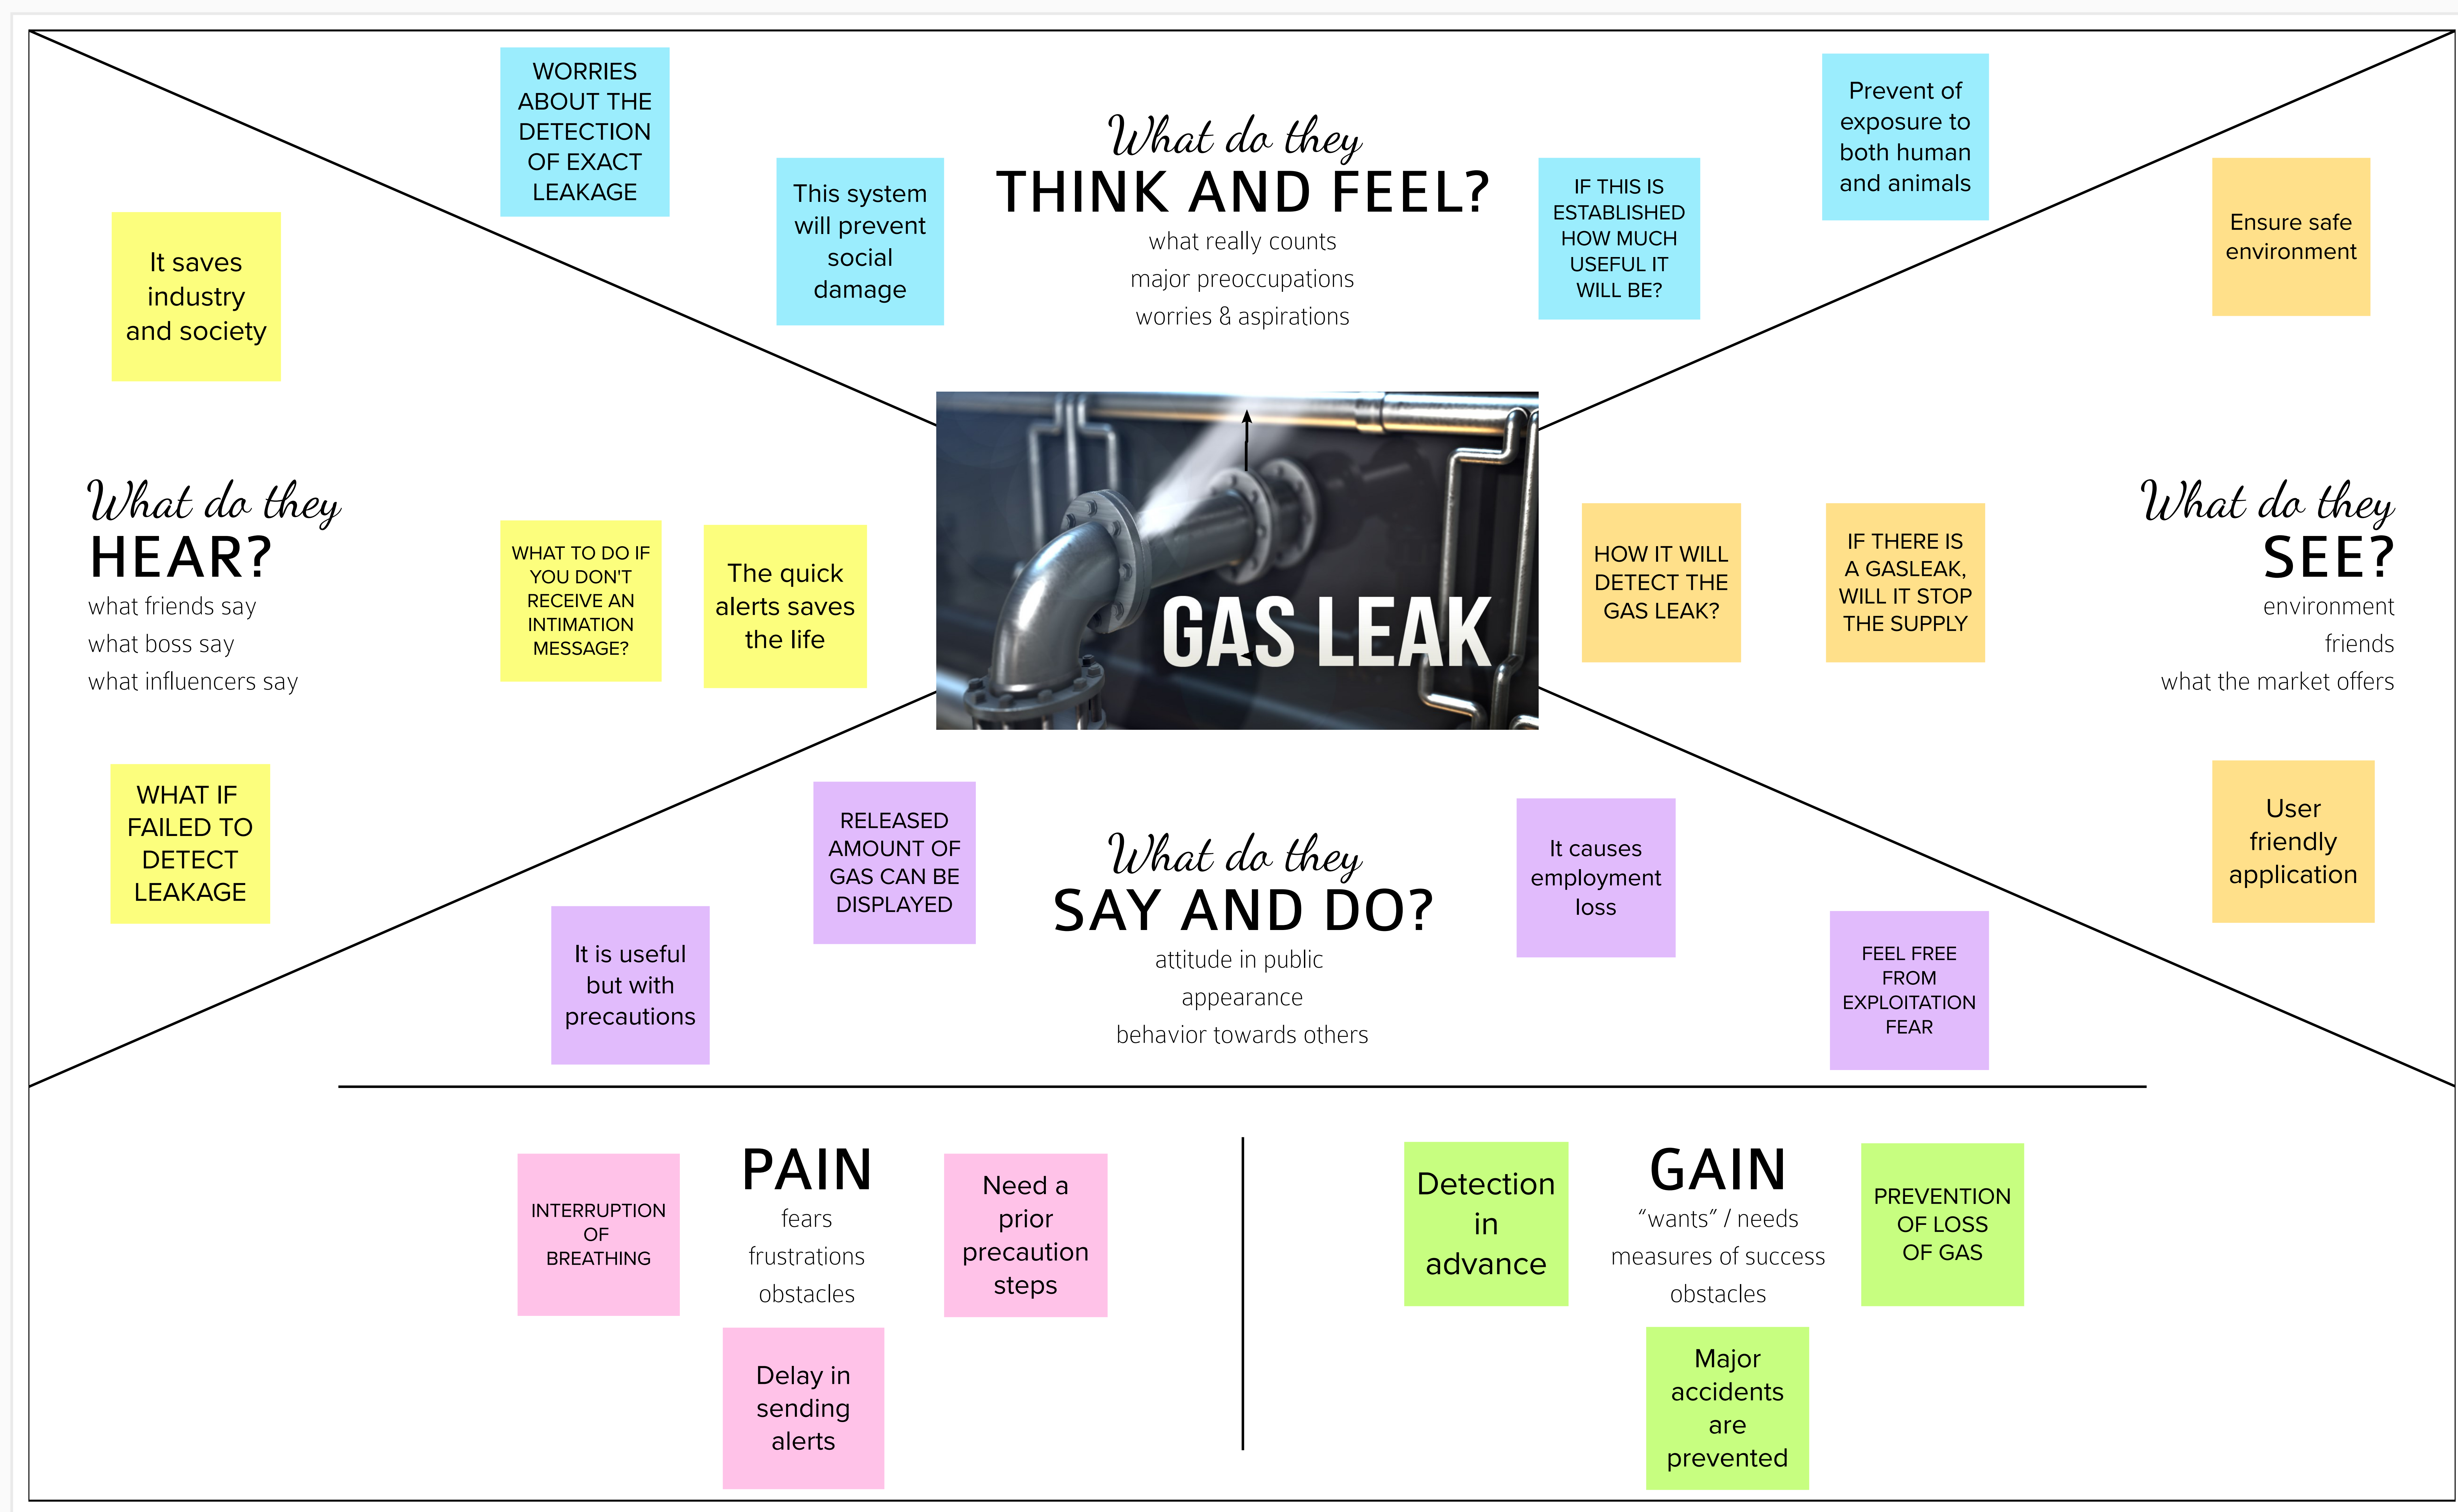 WORRIES
ABOUT THE
DETECTION
OF EXACT
LEAKAGE
This system
will prevent
social
damage
What do they
THINK AND FEEL?
what really counts
major preoccupations
worries & aspirations
IF THIS IS
ESTABLISHED
HOW MUCH
USEFUL IT
WILL BE?
Prevent of
exposure to
both human
and animals
It saves
industry
and society
What do they
HEAR?
what friends say
what boss say
what influencers say
WHAT TO DO IF
YOU DON'T
RECEIVE AN
INTIMATION
MESSAGE?
The quick
alerts saves
the life
WHAT IF
FAILED TO
DETECT
LEAKAGE
GAS LEAK
Ensure safe
environment
HOW IT WILL
DETECT THE
GAS LEAK?
IF THERE IS
A GASLEAK,
WILL IT STOP
THE SUPPLY
What do they
SEE?
environment
friends
what the market offers
User
friendly
application
RELEASED
AMOUNT OF
GAS CAN BE
DISPLAYED
It is useful
but with
precautions
What do they
SAY AND DO?
attitude in public
appearance
behavior towards others
It causes
employment
loss
FEEL FREE
FROM
EXPLOITATION
FEAR
INTERRUPTION
OF
BREATHING
PAIN
fears
frustrations
obstacles
Need a
prior
precaution
steps
Delay in
sending
alerts
Detection
in
advance
GAIN
“wants” / needs
measures of success
obstacles
PREVENTION
OF LOSS
OF GAS
Major
accidents
are
prevented